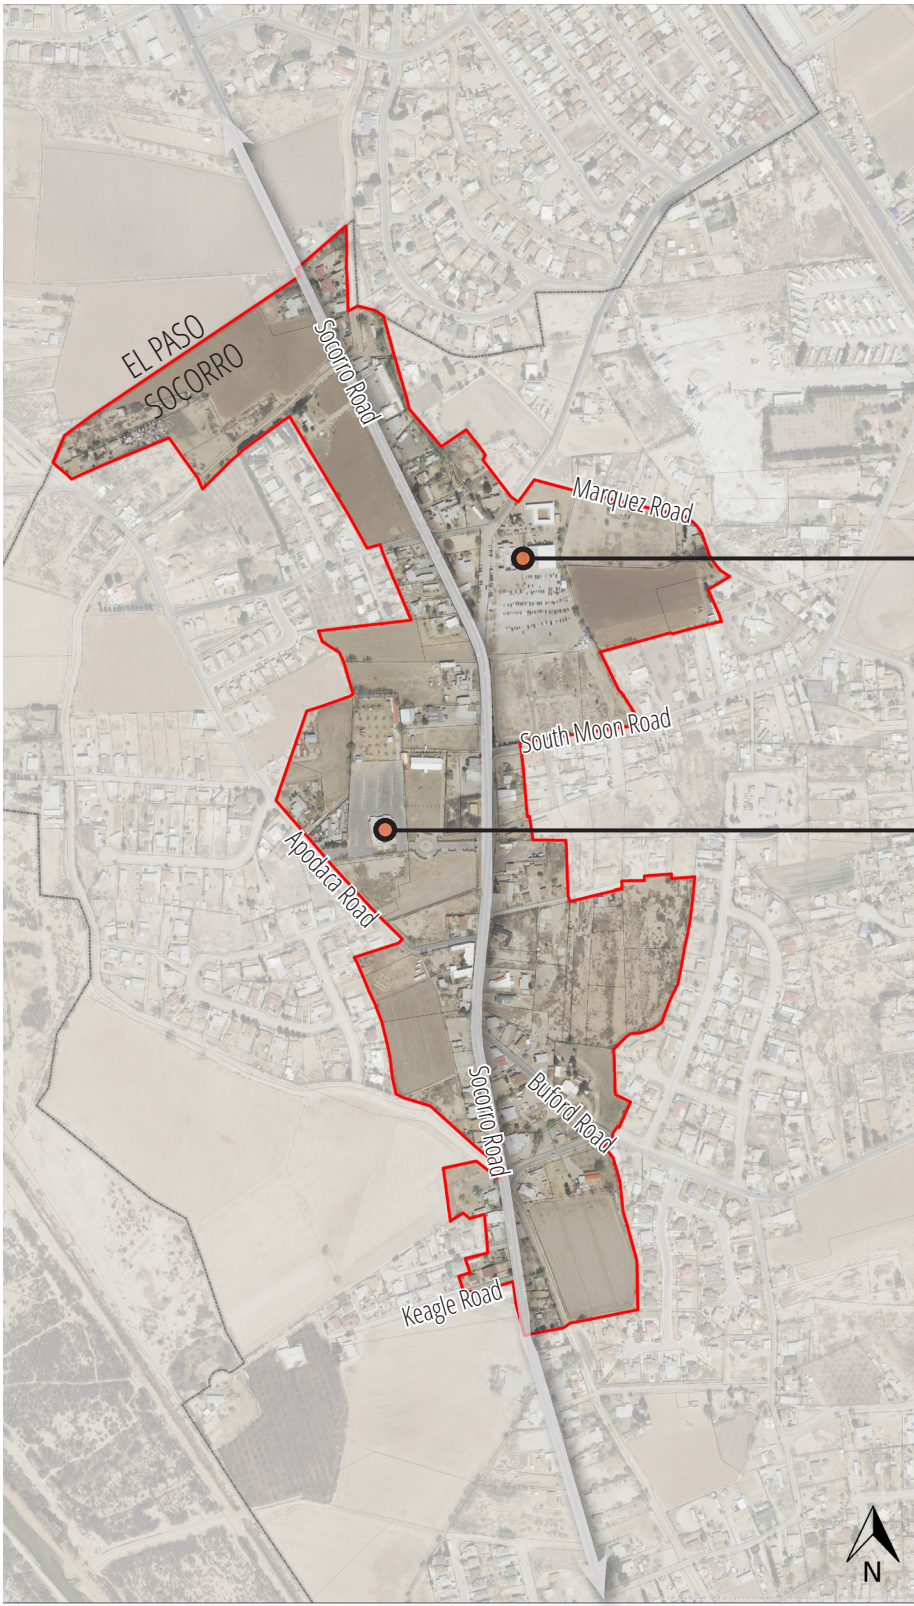 EL PASO
SOCORRO
Socorro Road
Marquez Road
South Moon Road
Apodaca Road
Socorro Road
Buford Road
Keagle Road
N